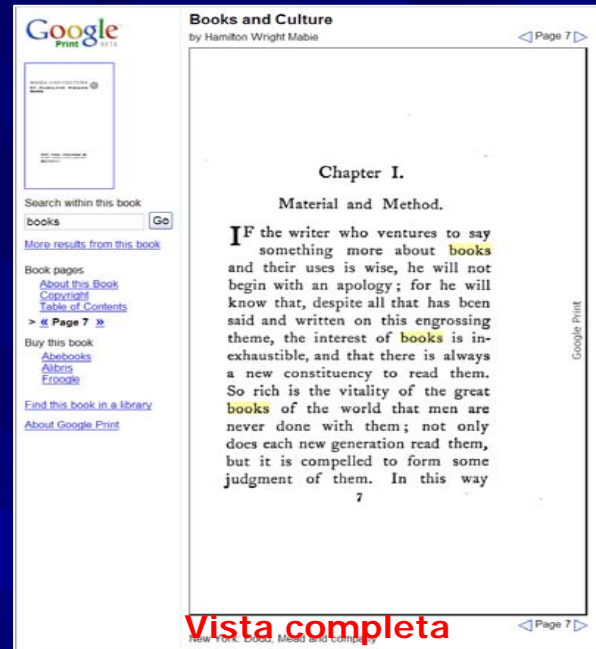 Google
Print BETA
Search within this book
books Go
More results from this book
Book pages
About this Book
Copyright
Table of Contents
> « Page 7 »
Buy this book
Abebooks
Alibris
Froogle
Find this book in a library
About Google Print
Books and Culture
by Hamilton Wright Mabie
Page 7
Chapter I.
Material and Method.
IF the writer who ventures to say
something more about books
and their uses is wise, he will not
begin with an apology; for he will
know that, despite all that has been
said and written on this engrossing
theme, the interest of books is in-
exhaustible, and that there is always
a new constituency to read them.
So rich is the vitality of the great
books of the world that men are
never done with them; not only
does each new generation read them,
but it is compelled to form some
judgment of them. In this way
7
Google Print
Vista completa
New York: Dodd, Mead and company
Page 7